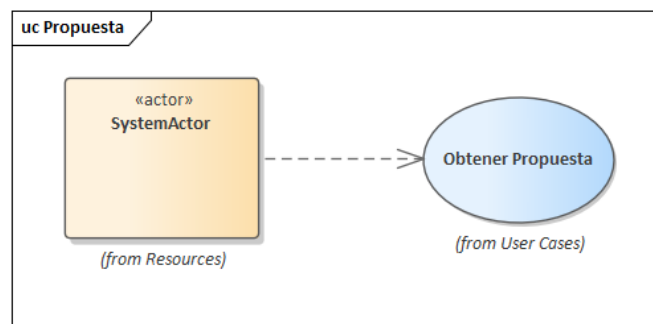 uc Propuesta
«actor»
SystemActor
Obtener Propuesta
(from Resources)
(from User Cases)